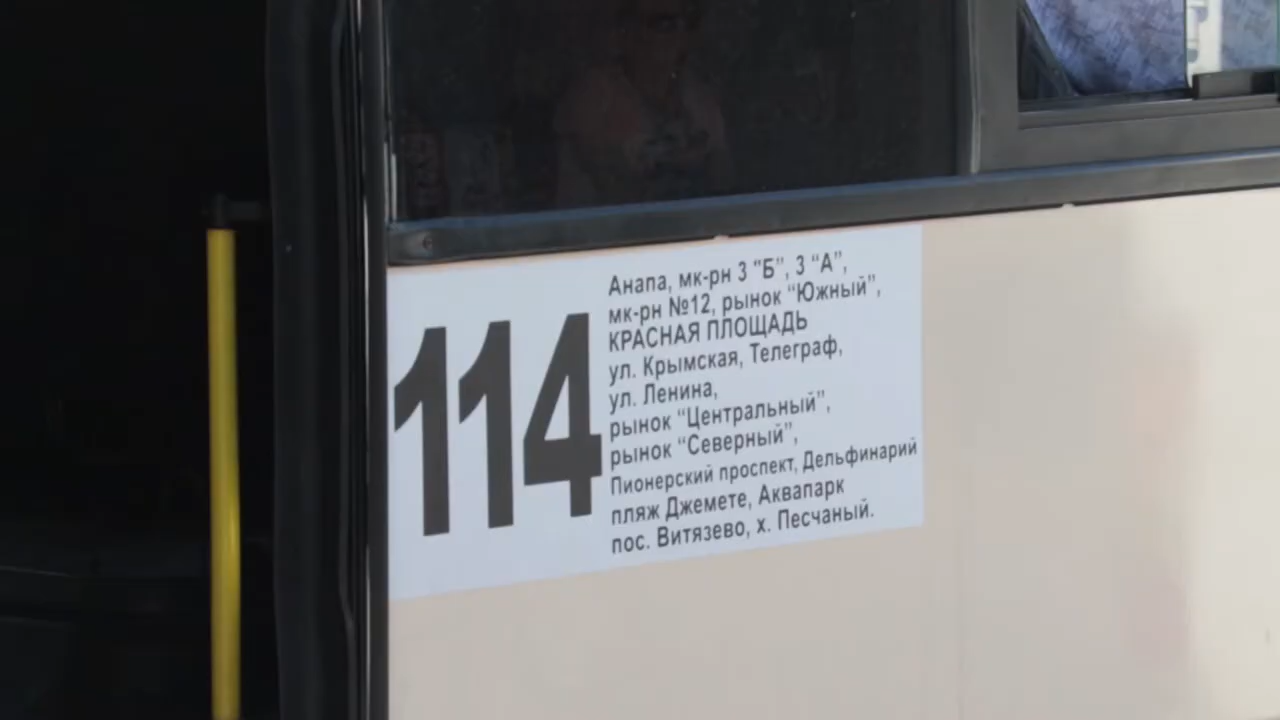 114
Анапа, мк-рн 3 "Б", 3 “А”,
мк-рн №12, рынок “Южный”,
КРАСНАЯ ПЛОЩАДЬ
ул. Крымская, Телеграф,
ул. Ленина,
рынок “Центральный”,
рынок “Северный”,
Пионерский проспект, Дельфинарий
пляж Джемете, Аквапарк
пос. Витязево, х. Песчаный.